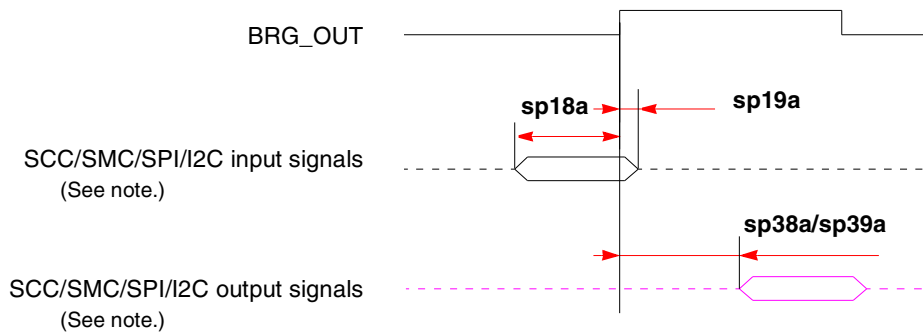 BRG_OUT
sp18a
sp19a
SCC/SMC/SPI/I2C input signals
(See note.)
sp38a/sp39a
SCC/SMC/SPI/I2C output signals
(See note.)